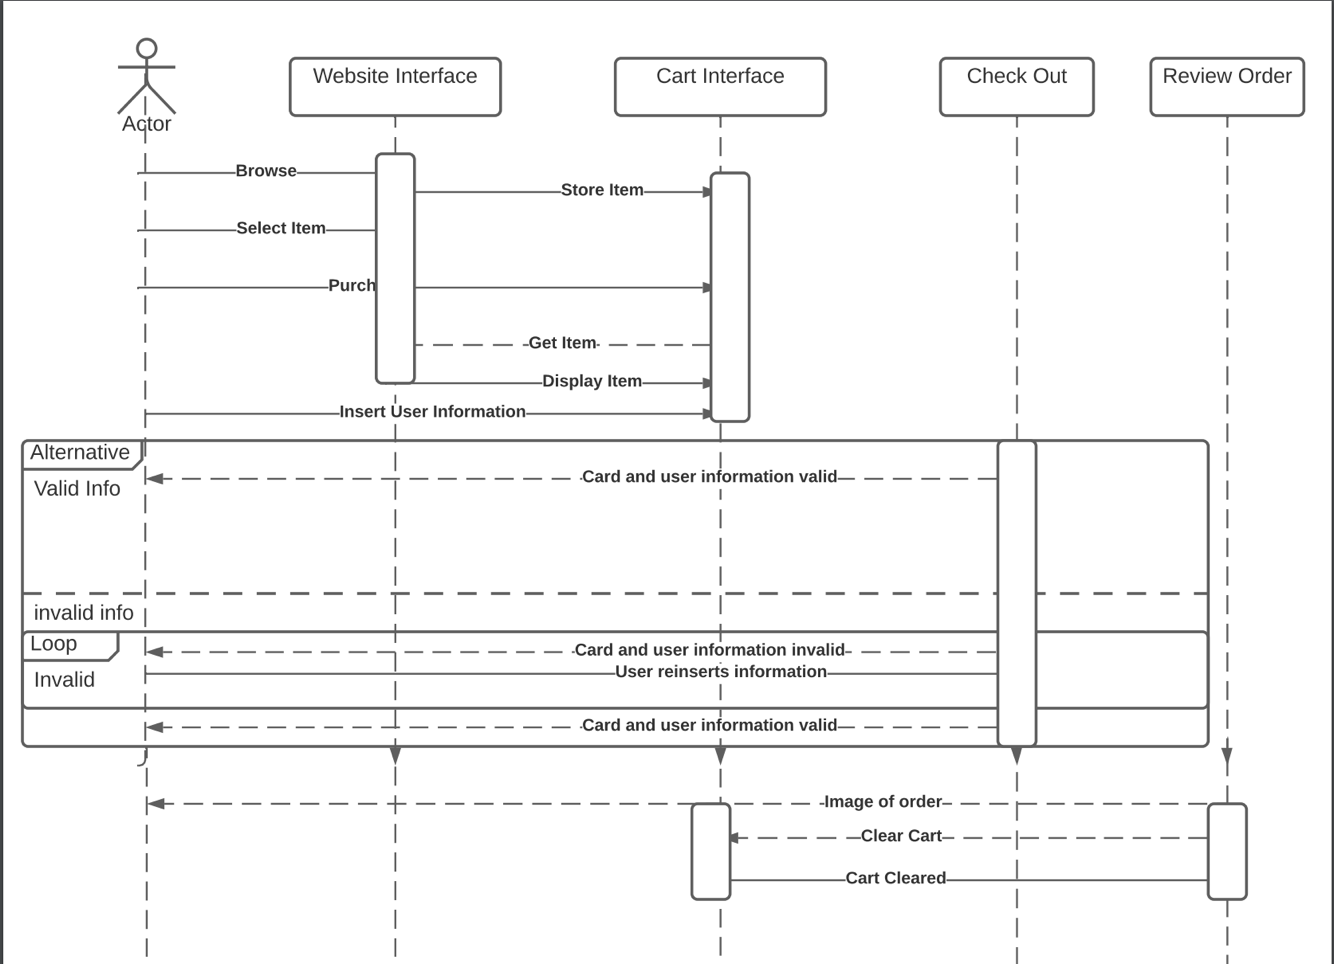 Actor
Website Interface
Cart Interface
Check Out
Review Order
Browse
Store Item
Select Item
Purch
Get Item
Display Item
Insert User Information
Alternative
Card and user information valid
Valid Info
invalid info
Loop
Card and user information invalid
User reinserts information
Invalid
Card and user information valid
Image of order
Clear Cart
Cart Cleared